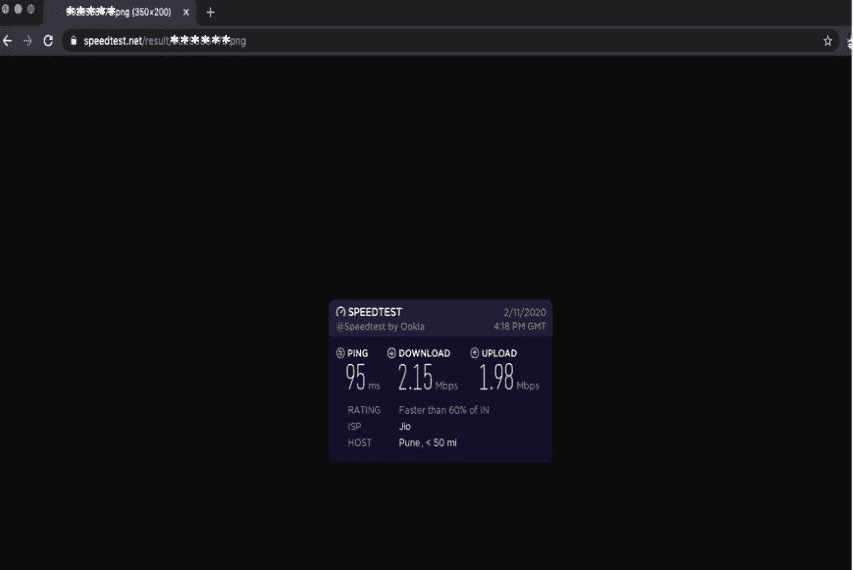 .png (350×200)
speedtest.net/result/******.png
SPEEDTEST
2/11/2020
@Speedtest by Ookla
4:18 PM GMT
PING DOWNLOAD UPLOAD
95 ms 2.15 Mbps 1.98 Mbps
RATING Faster than 60% of IN
ISP Jio
HOST Pune, < 50 mi